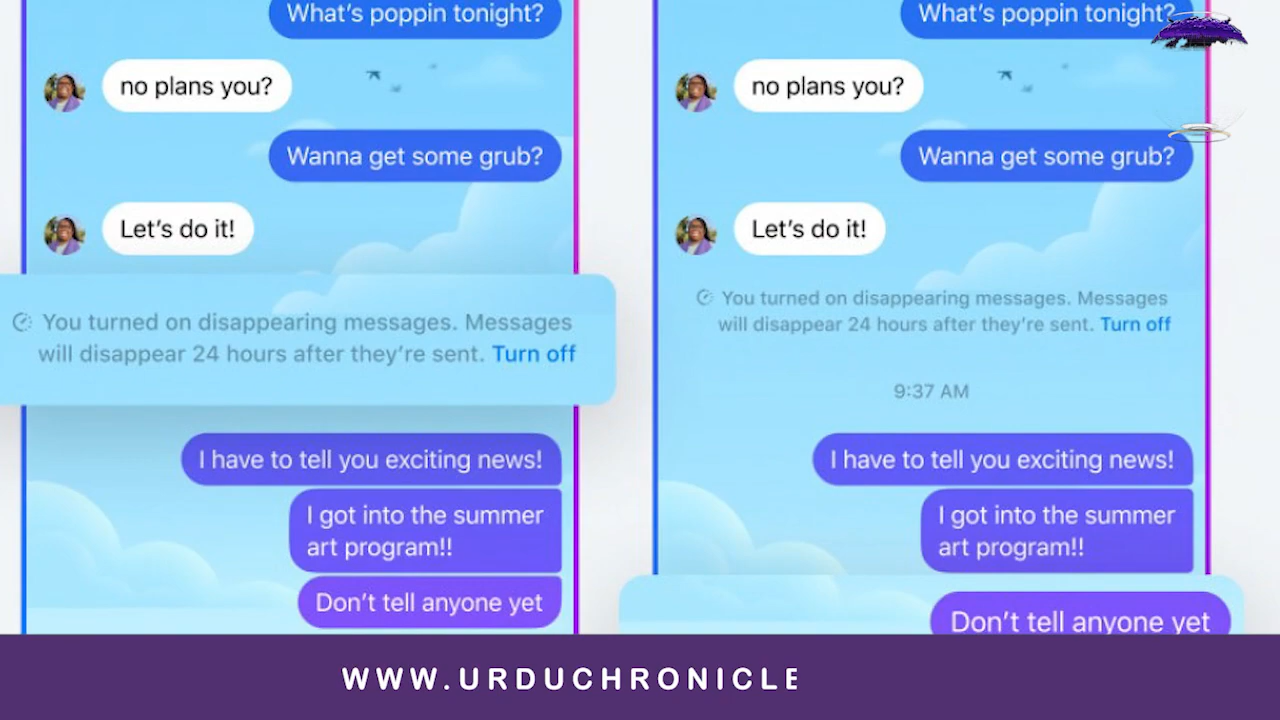 What's poppin tonight?
no plans you?
Wanna get some grub?
Let's do it!
You turned on disappearing messages. Messages
will disappear 24 hours after they're sent. Turn off
I have to tell you exciting news!
I got into the summer
art program!!
Don't tell anyone yet
What's poppin tonight?
no plans you?
Wanna get some grub?
Let's do it!
You turned on disappearing messages. Messages
will disappear 24 hours after they're sent. Turn off
9:37 AM
I have to tell you exciting news!
I got into the summer
art program!!
Don't tell anyone yet
WWW.URDUCHRONICLE